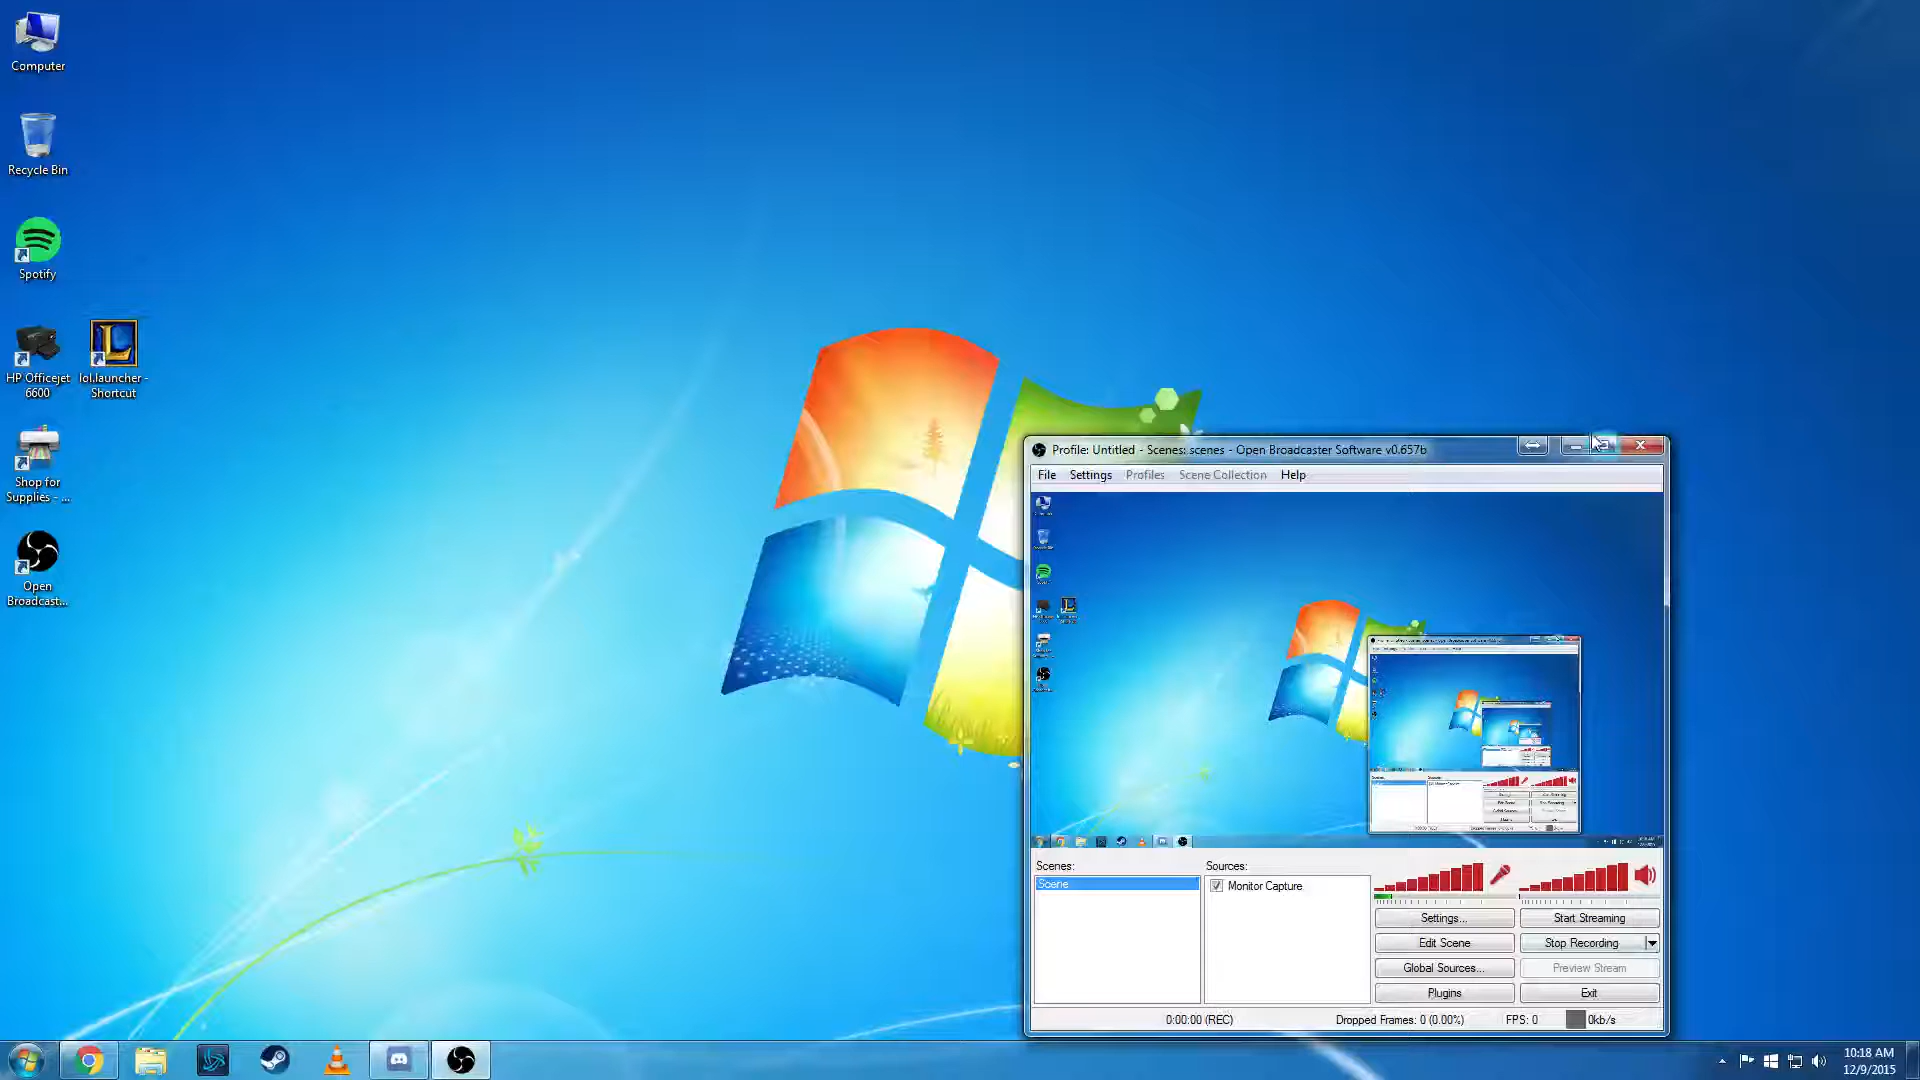 Computer
Recycle Bin
Spotify
HP Officejet
6600
lol.launcher -
Shortcut
Shop for
Supplies - ...
Open
Broadcast...
Profile: Untitled - Scenes: scenes - Open Broadcaster Software v0.657b
File Settings Profiles Scene Collection Help
Scenes:
Scene
Sources:
Monitor Capture
Settings...
Start Streaming
Edit Scene
Stop Recording
Global Sources...
Preview Stream
Plugins
Exit
0:00:00 (REC)
Dropped Frames: 0 (0.00%)
FPS: 0
0kb/s
10:18 AM
12/9/2015